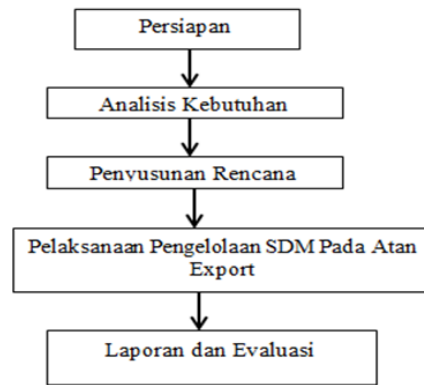 Persiapan
Analisis Kebutuhan
Penyusunan Rencana
Pelaksanaan Pengelolaan SDM Pada Atan
Export
Laporan dan Evaluasi